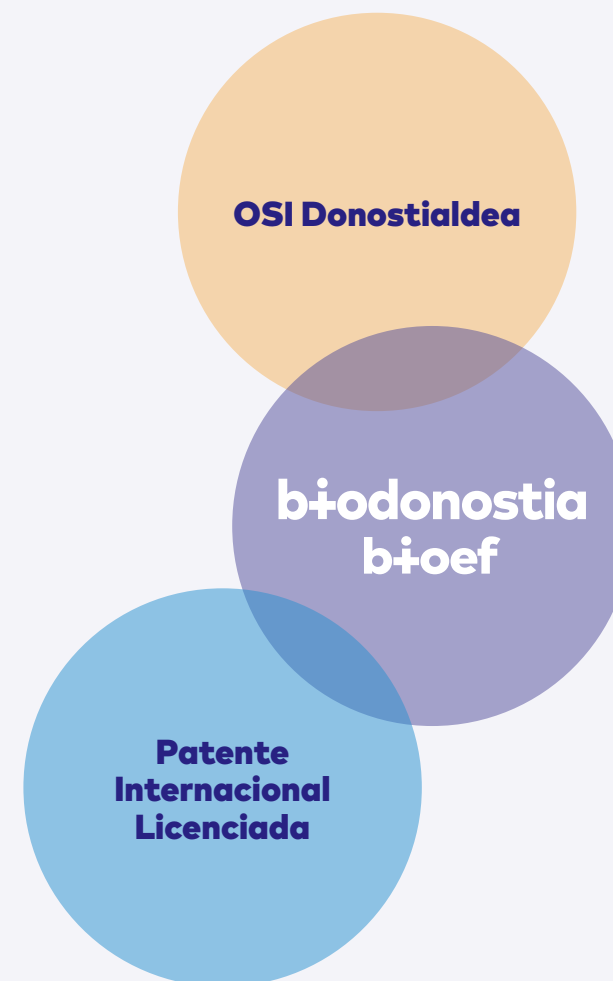 OSI Donostialdea
biodonostia
bioef
Patente
Internacional
Licenciada